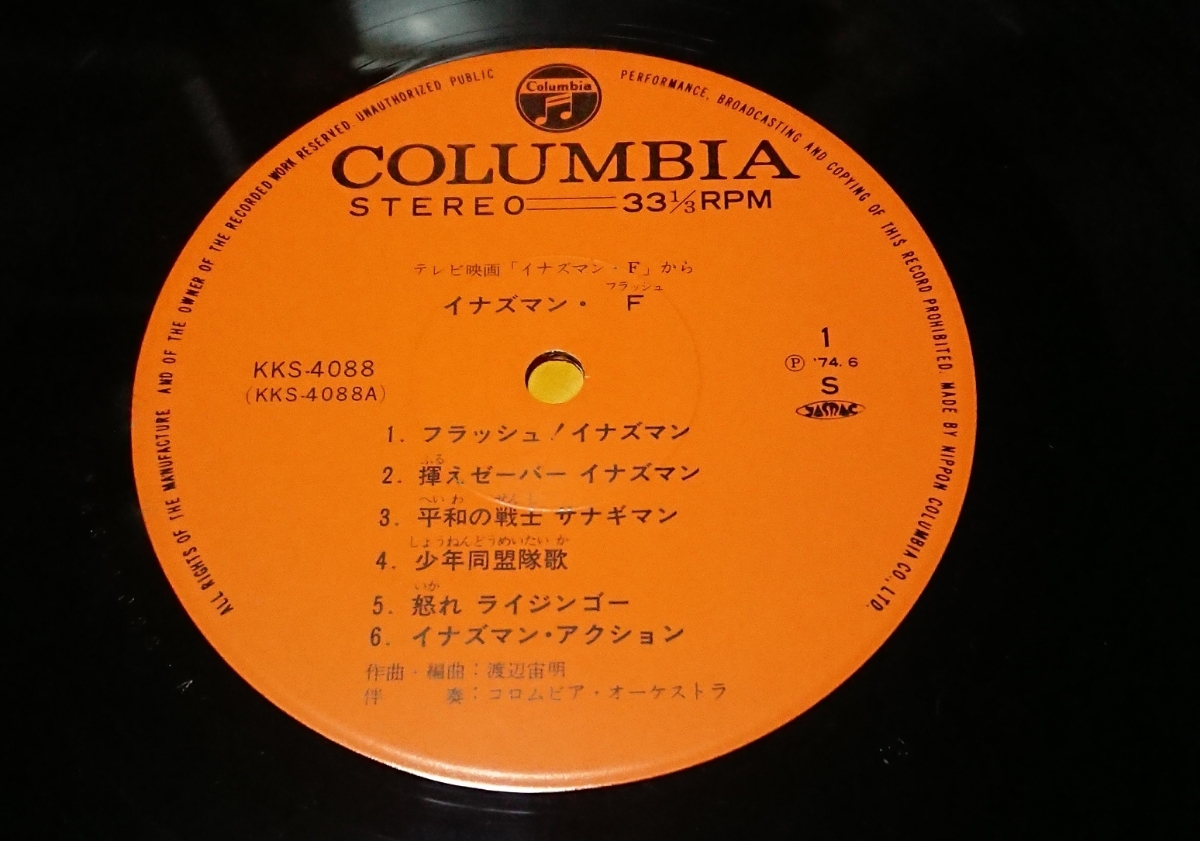 ALL RIGHTS OF THE MANUFACTURE AND OF THE OWNER OF THE RECORDED WORK RESERVED. UNAUTHORIZED PUBLIC PERFORMANCE, BROADCASTING AND COPYING OF THIS RECORD PROHIBITED. MADE BY NIPPON COLUMBIA CO., LTD.
Columbia
COLUMBIA
STEREO 33⅓RPM
テレビ映画「イナズマン・F」から
フラッシュ
イナズマン・ F
KKS-4088
(KKS-4088A)
1
Ⓟ '74.6
S
JASRAC
1. フラッシュ!イナズマン
ふる
2. 揮えゼーバー イナズマン
へいわ せんし
3. 平和の戦士 サナギマン
しょうねんどうめいたいか
4. 少年同盟隊歌
いか
5. 怒れ ライジンゴー
6. イナズマン・アクション
作曲・編曲:渡辺宙明
伴 奏:コロムビア・オーケストラ